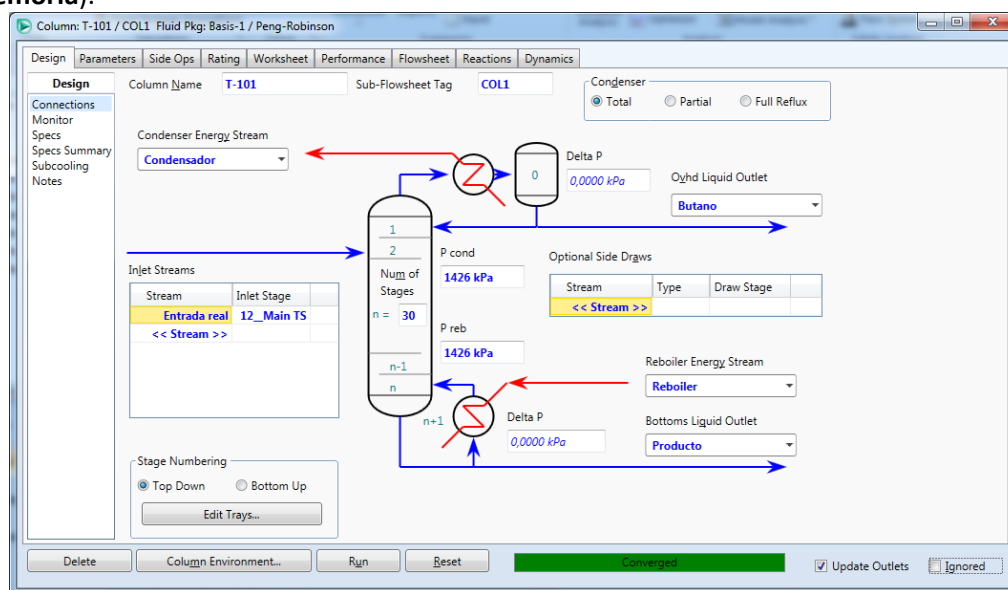 emoria).
Column: T-101 / COL1 Fluid Pkg: Basis-1 / Peng-Robinson
Design Parameters Side Ops Rating Worksheet Performance Flowsheet Reactions Dynamics
Design
Connections
Monitor
Specs
Specs Summary
Subcooling
Notes
Column Name T-101 Sub-Flowsheet Tag COL1
Condenser
Total Partial Full Reflux
Condenser Energy Stream
Condensador
0
Delta P
0,0000 kPa
Ovhd Liquid Outlet
Butano
1
2
Num of
Stages
n = 30
n-1
n
n+1
P cond
1426 kPa
P reb
1426 kPa
Delta P
0,0000 kPa
Inlet Streams
Stream Inlet Stage
Entrada real 12__Main TS
<< Stream >>
Optional Side Draws
Stream Type Draw Stage
<< Stream >>
Reboiler Energy Stream
Reboiler
Bottoms Liquid Outlet
Producto
Stage Numbering
Top Down Bottom Up
Edit Trays...
Delete Column Environment... Run Reset Converged Update Outlets Ignored